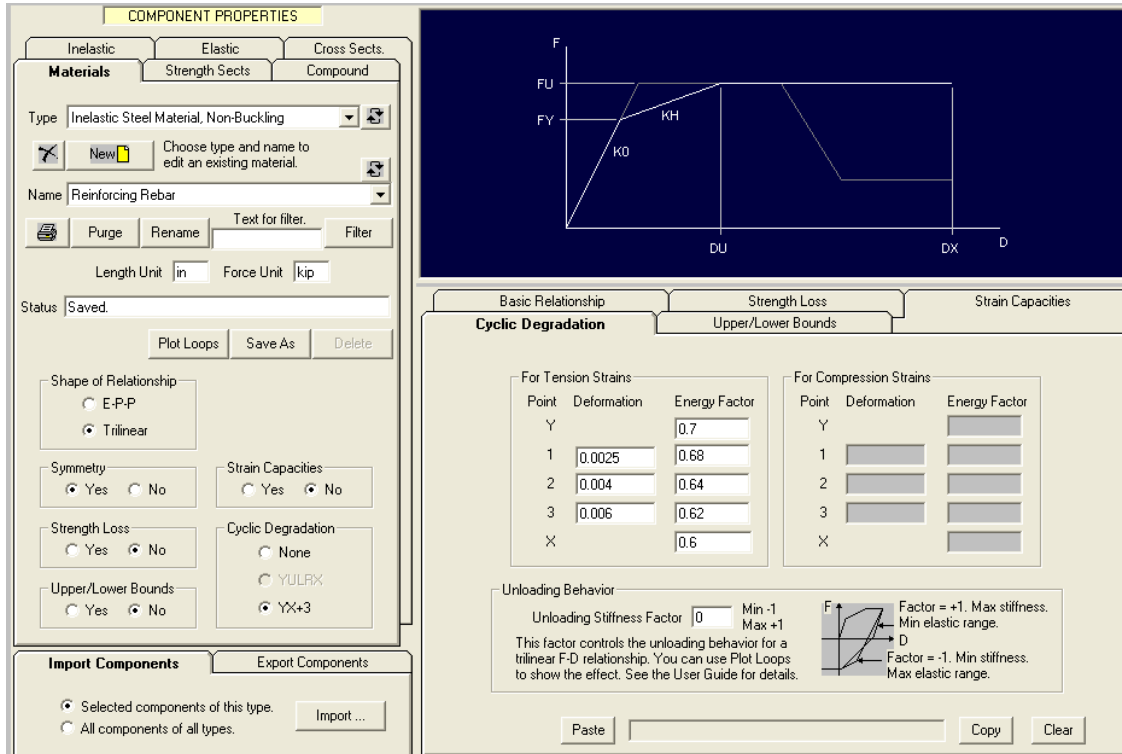 COMPONENT PROPERTIES
Inelastic Elastic Cross Sects.
Materials Strength Sects Compound
Type Inelastic Steel Material, Non-Buckling
New Choose type and name to
edit an existing material.
Name Reinforcing Rebar
Purge Rename Text for filter. Filter
Length Unit in Force Unit kip
Status Saved.
Plot Loops Save As Delete
Shape of Relationship
E-P-P
Trilinear
Symmetry
Yes No
Strain Capacities
Yes No
Strength Loss
Yes No
Cyclic Degradation
None
YULRX
YX+3
Upper/Lower Bounds
Yes No
Import Components Export Components
Selected components of this type.
All components of all types.
Import ...
F
FU
FY
KH
K0
DU DX D
Basic Relationship Strength Loss Strain Capacities
Cyclic Degradation Upper/Lower Bounds
For Tension Strains
Point Deformation Energy Factor
Y 0.7
1 0.0025 0.68
2 0.004 0.64
3 0.006 0.62
X 0.6
For Compression Strains
Point Deformation Energy Factor
Y
1
2
3
X
Unloading Behavior
Unloading Stiffness Factor 0 Min -1
Max +1
This factor controls the unloading behavior for a
trilinear F-D relationship. You can use Plot Loops
to show the effect. See the User Guide for details.
F
D
Factor = +1. Max stiffness.
Min elastic range.
Factor = -1. Min stiffness.
Max elastic range.
Paste Copy Clear